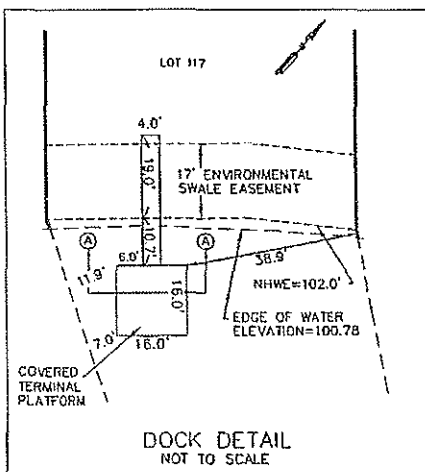 LOT 117
4.0'
19.0'
17' ENVIRONMENTAL
SWALE EASEMENT
A
10.7'
A
6.0'
11.9'
38.9'
NHWE=102.0'
16.0'
EDGE OF WATER
ELEVATION=100.78
7.0'
16.0'
COVERED
TERMINAL
PLATFORM
DOCK DETAIL
NOT TO SCALE